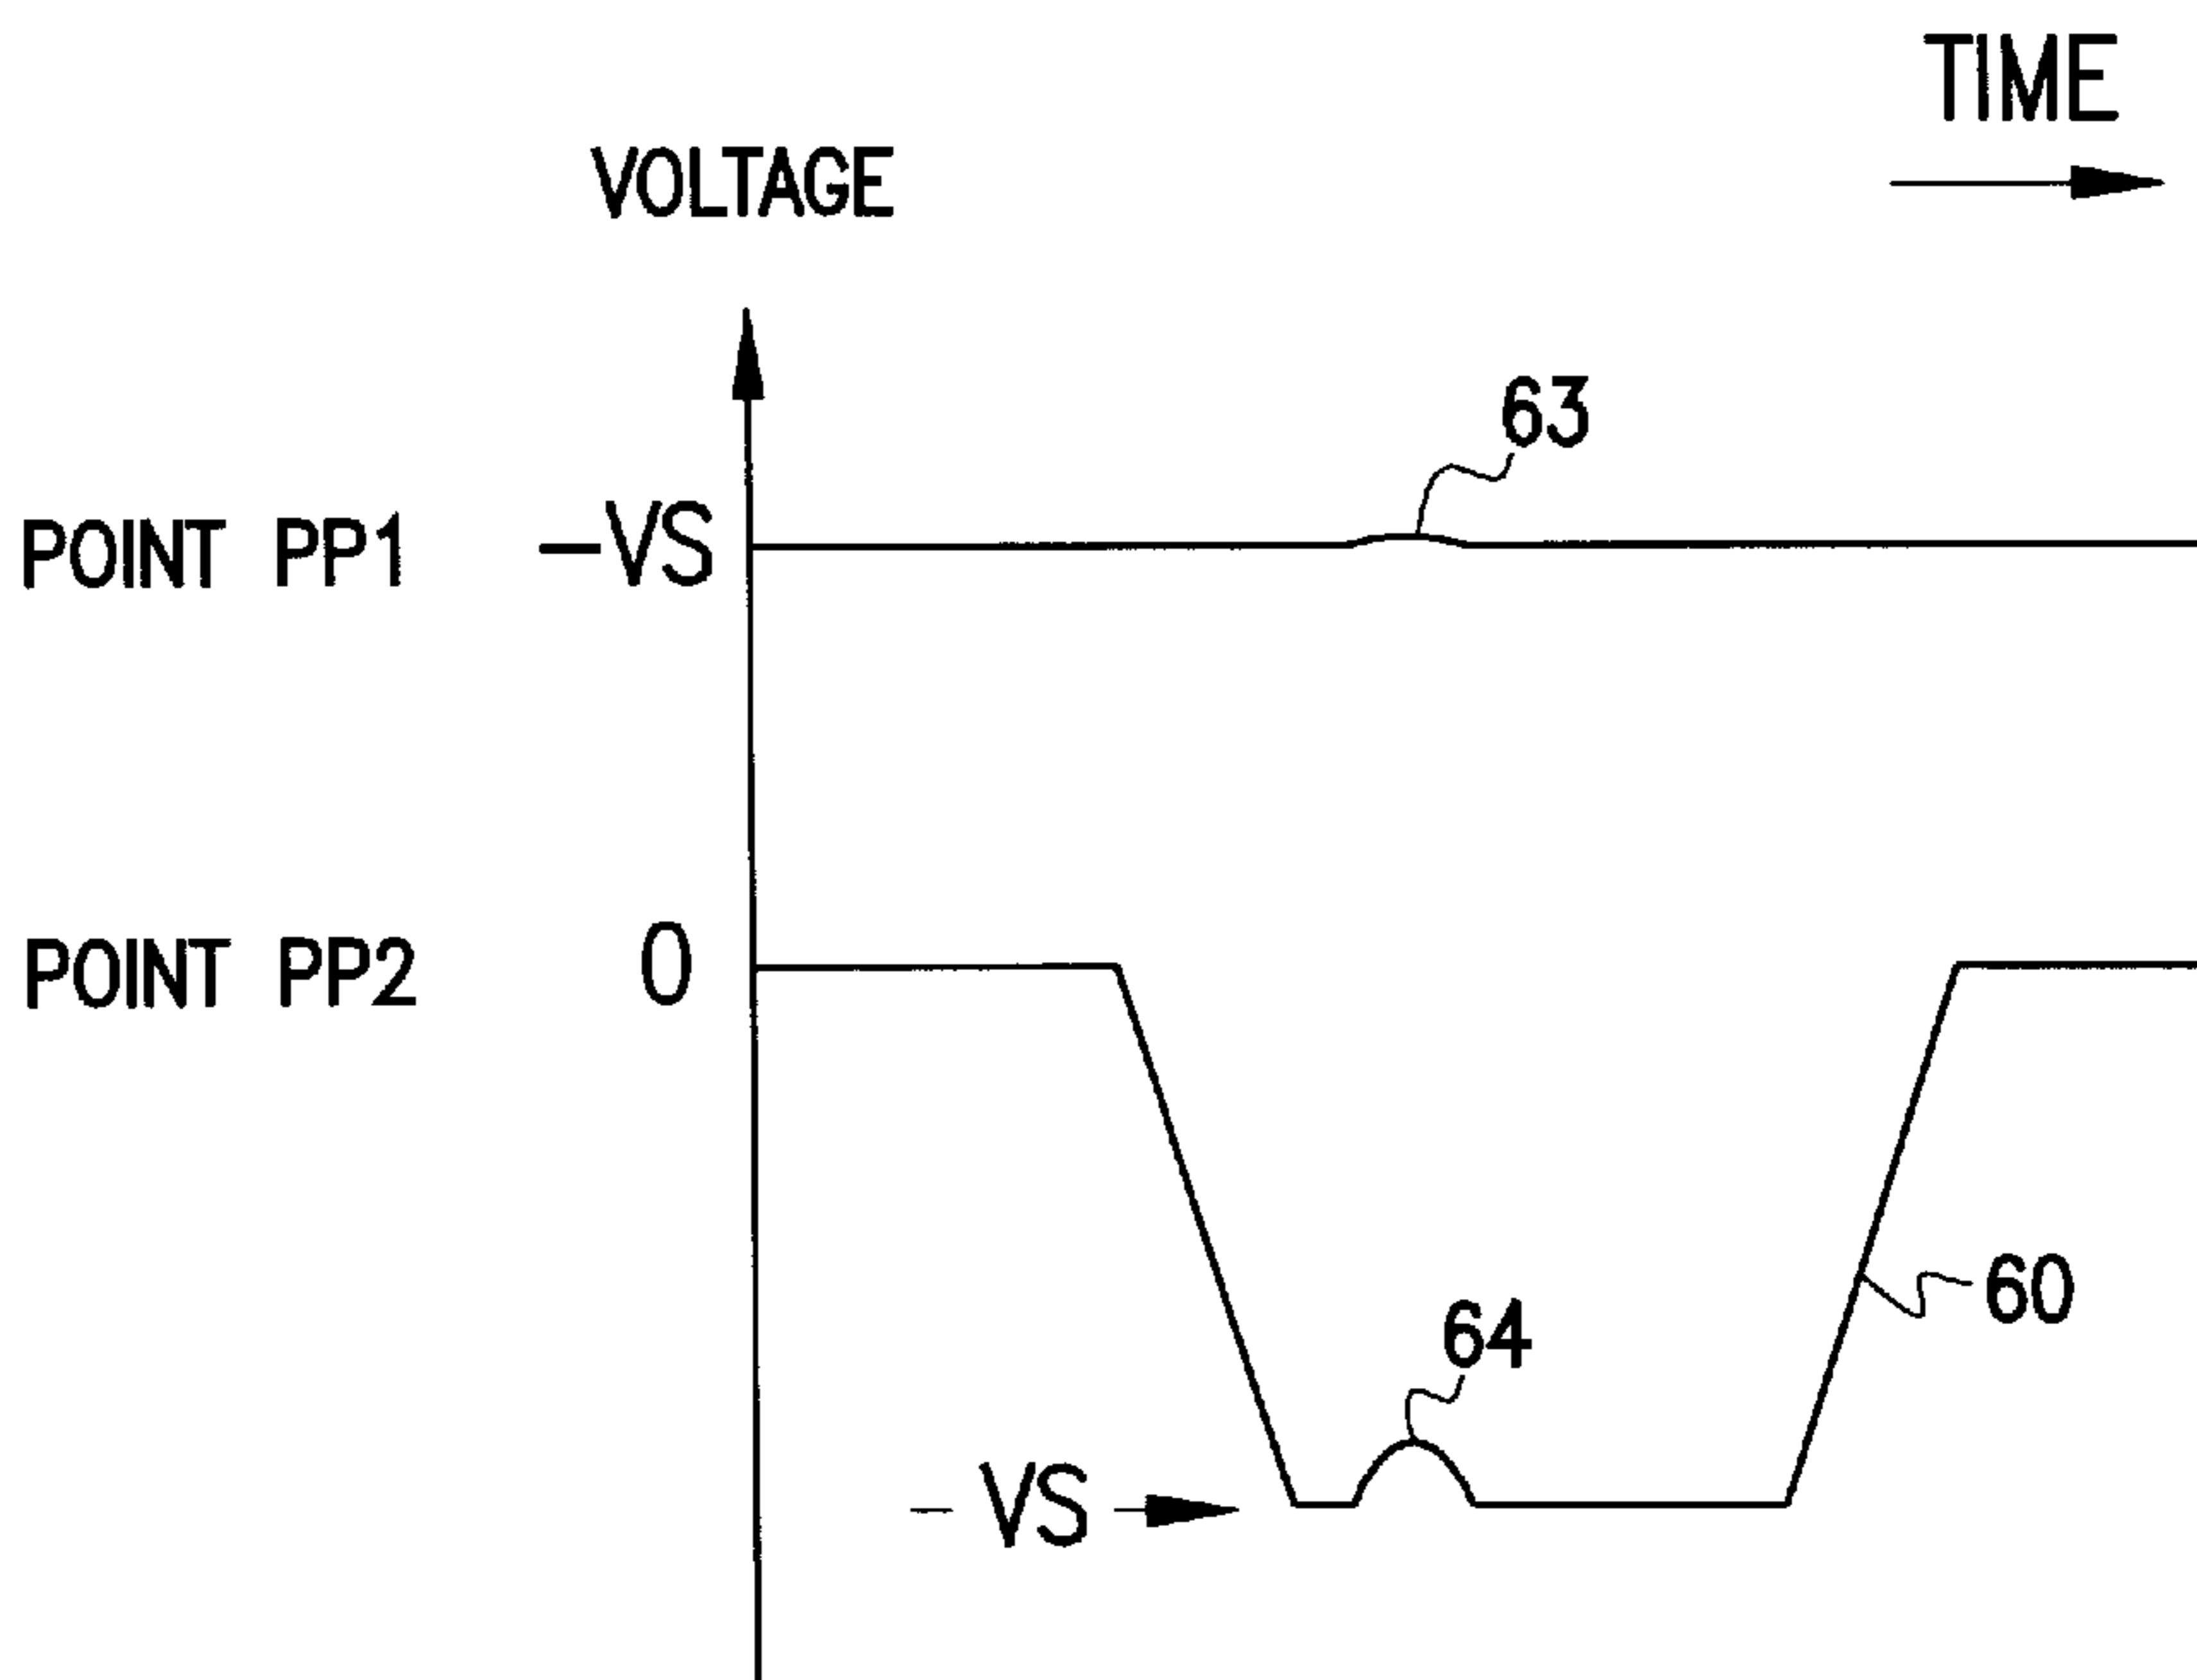 TIME
VOLTAGE
63
POINT PP1 -VS
POINT PP2 0
60
64
- VS